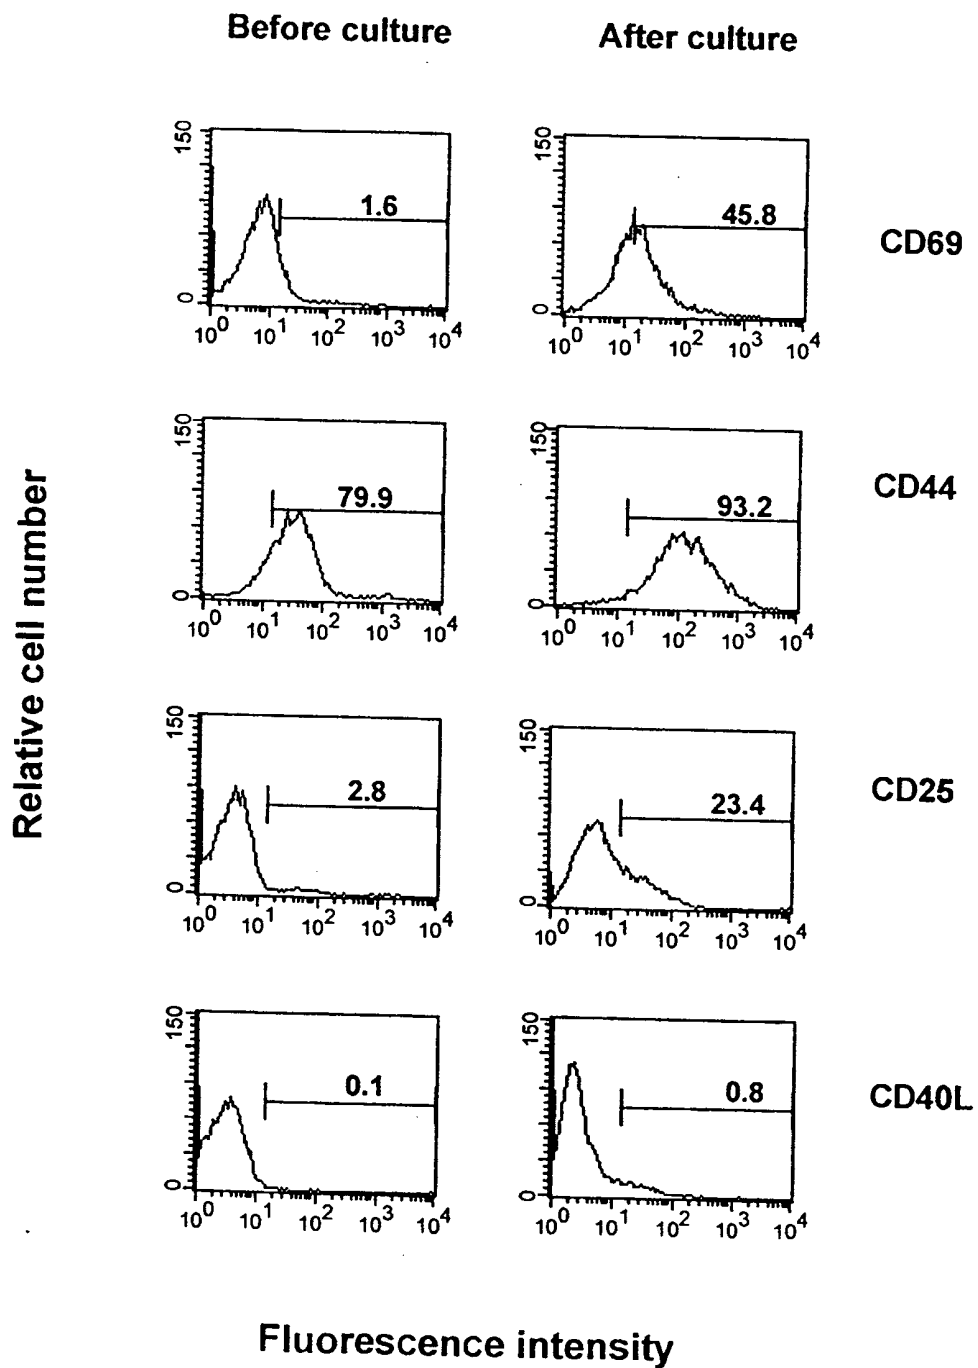 Before culture After culture
150
1.6
0
10^0 10^1 10^2 10^3 10^4
150
45.8
0
10^0 10^1 10^2 10^3 10^4
CD69
150
79.9
0
10^0 10^1 10^2 10^3 10^4
150
93.2
0
10^0 10^1 10^2 10^3 10^4
CD44
150
2.8
0
10^0 10^1 10^2 10^3 10^4
150
23.4
0
10^0 10^1 10^2 10^3 10^4
CD25
150
0.1
0
10^0 10^1 10^2 10^3 10^4
150
0.8
0
10^0 10^1 10^2 10^3 10^4
CD40L
Relative cell number
Fluorescence intensity